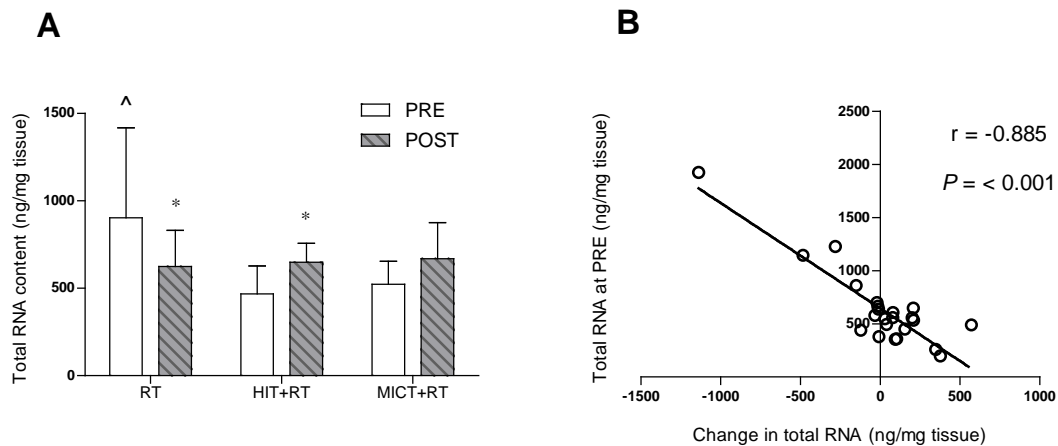 A
Total RNA content (ng/mg tissue)
1500
1000
500
0
^
*
*
PRE
POST
RT
HIT+RT
MICT+RT
B
Total RNA at PRE (ng/mg tissue)
2500
2000
1500
1000
500
r = -0.885
P = < 0.001
-1500
-1000
-500
0
500
1000
Change in total RNA (ng/mg tissue)